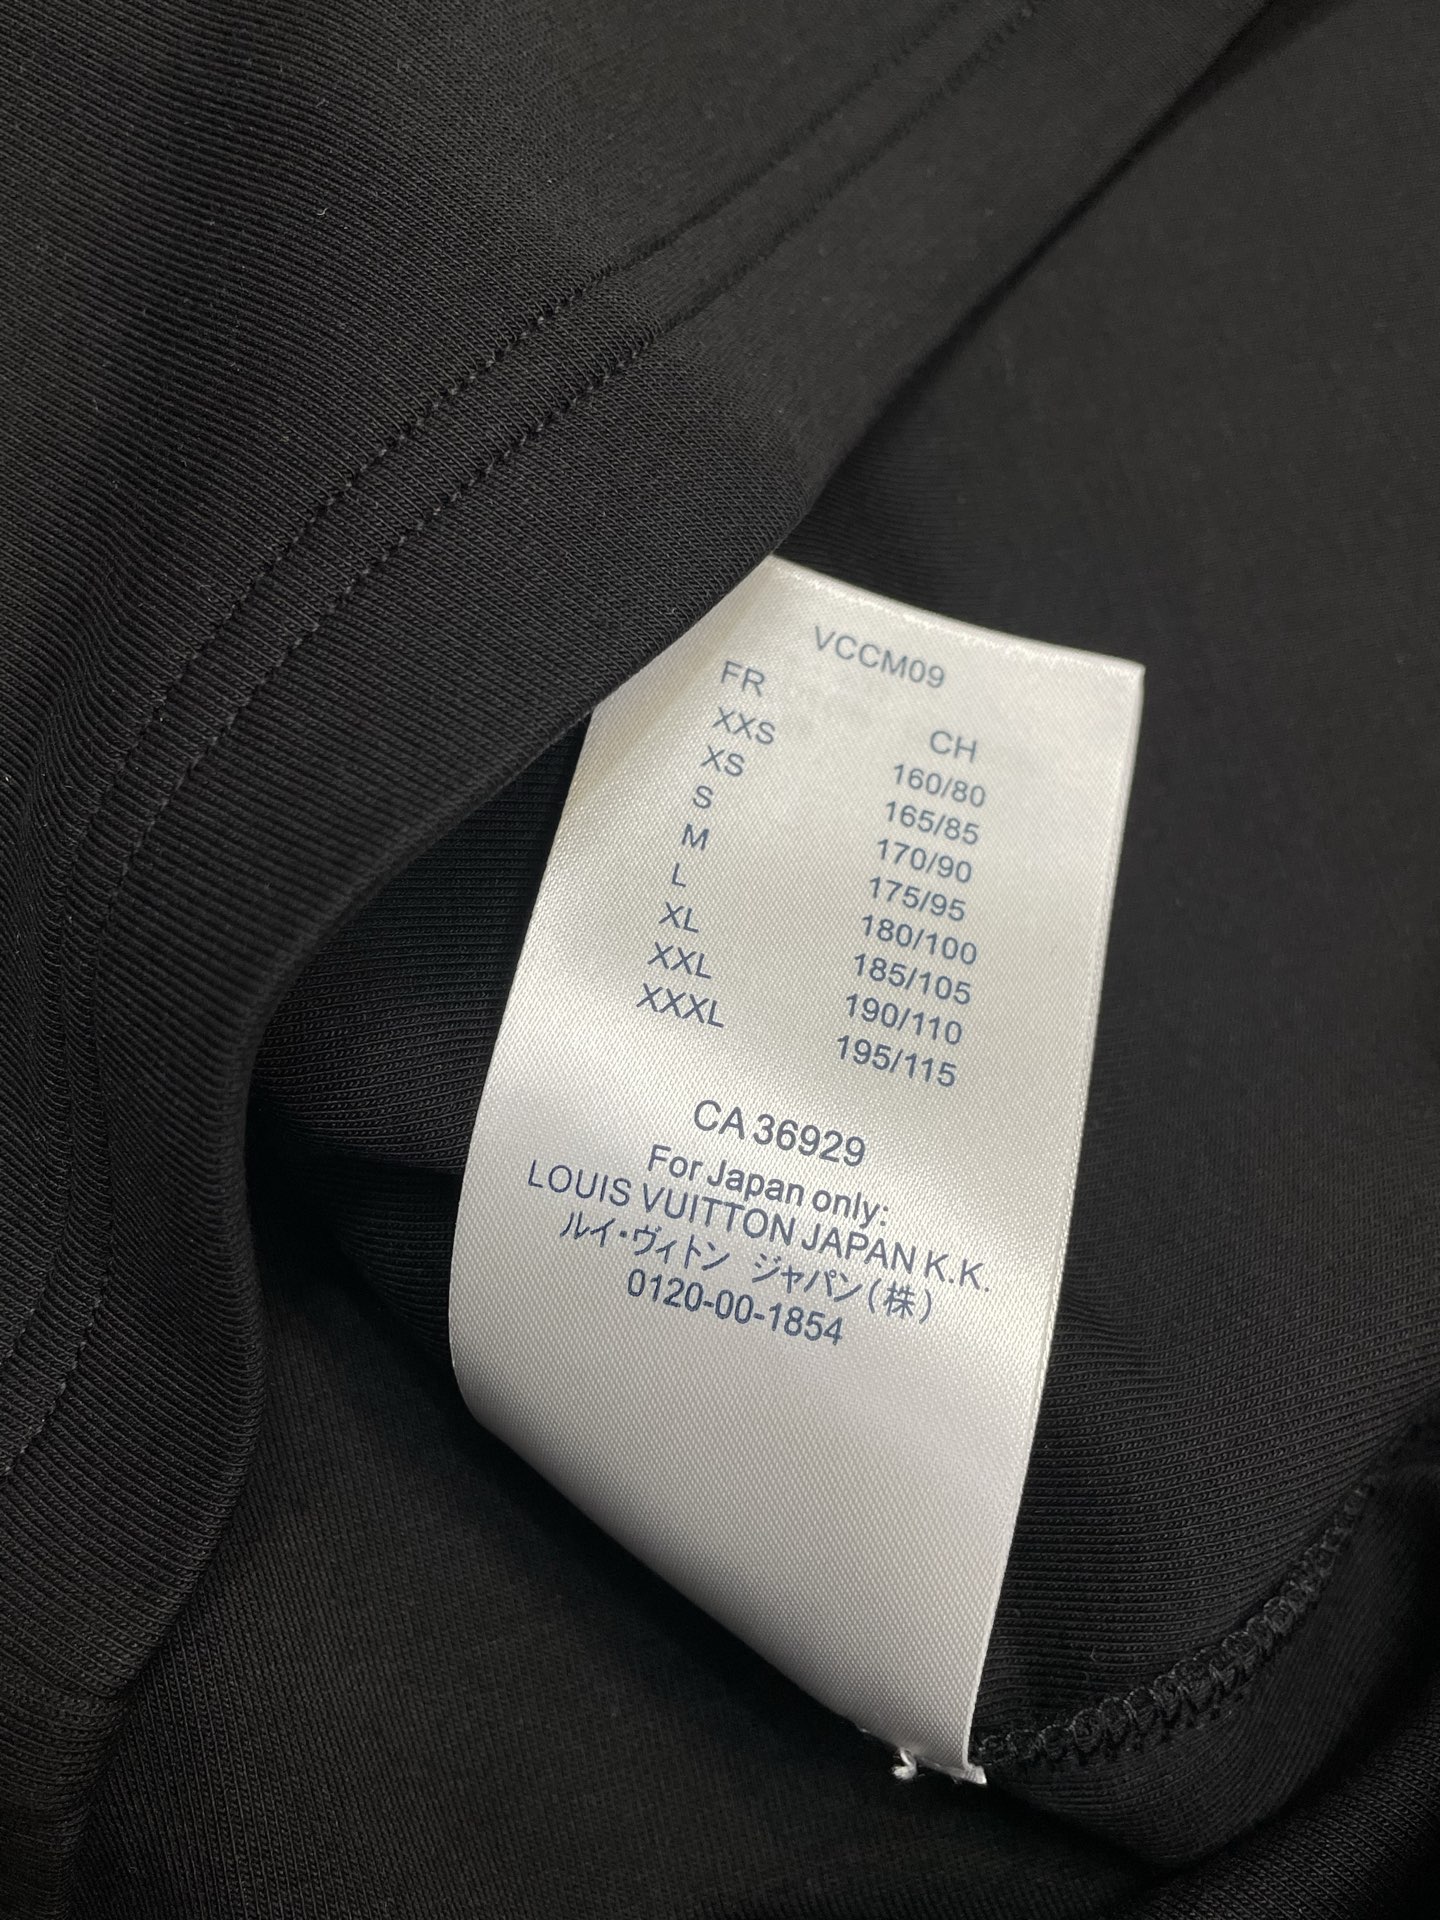 VCCM09
FR CH
XXS 160/80
XS 165/85
S 170/90
M 175/95
L 180/100
XL 185/105
XXL 190/110
XXXL 195/115
CA 36929
For Japan only:
LOUIS VUITTON JAPAN K.K.
ルイ・ヴィトン ジャパン(株)
0120-00-1854